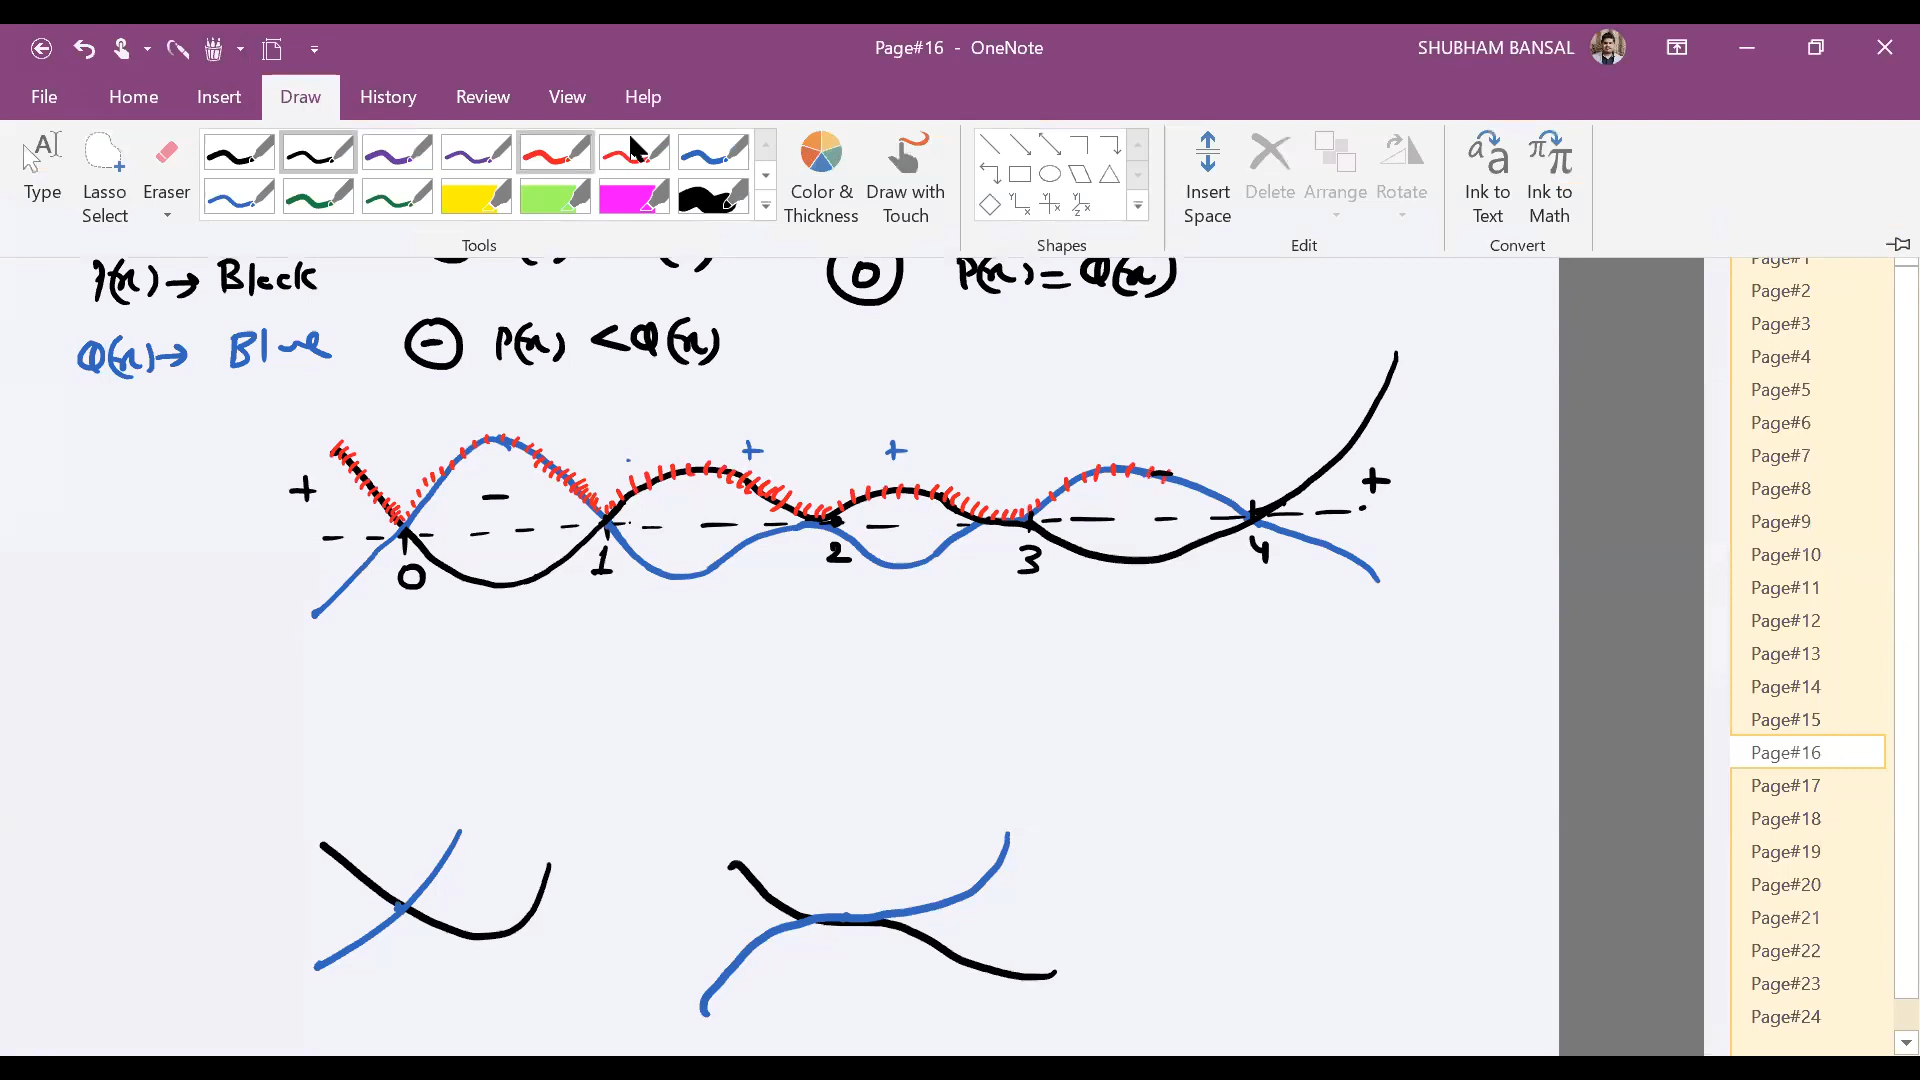 Page#16 - OneNote
SHUBHAM BANSAL
File Home Insert Draw History Review View Help
Type
Lasso Select
Eraser
Color & Thickness
Draw with Touch
Insert Space
Delete
Arrange
Rotate
Ink to Text
Ink to Math
Tools
Shapes
Edit
Convert
P(x) → Black
0 P(x) = Q(x)
Q(x) → Blue
− P(x) < Q(x)
+ − + + +
0 1 2 3 4
Page#1
Page#2
Page#3
Page#4
Page#5
Page#6
Page#7
Page#8
Page#9
Page#10
Page#11
Page#12
Page#13
Page#14
Page#15
Page#16
Page#17
Page#18
Page#19
Page#20
Page#21
Page#22
Page#23
Page#24